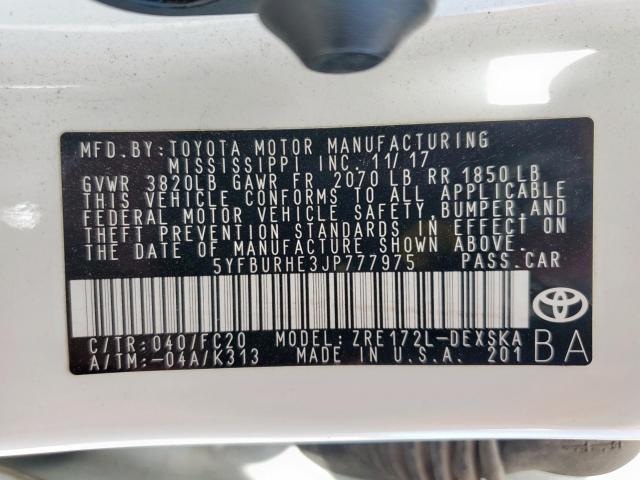 MFD. BY: TOYOTA MOTOR MANUFACTURING
MISSISSIPPI INC. 11/17
GVWR 3820LB GAWR FR 2070 LB RR 1850LB
THIS VEHICLE CONFORMS TO ALL APPLICABLE
FEDERAL MOTOR VEHICLE SAFETY, BUMPER, AND
THEFT PREVENTION STANDARDS IN EFFECT ON
THE DATE OF MANUFACTURE SHOWN ABOVE.
5YFBURHE3JP777975 PASS. CAR
C/TR: 040/FC20 MODEL: ZRE172L-DEXSKA
A/TM: -04A/K313 MADE IN U.S.A. 201 BA